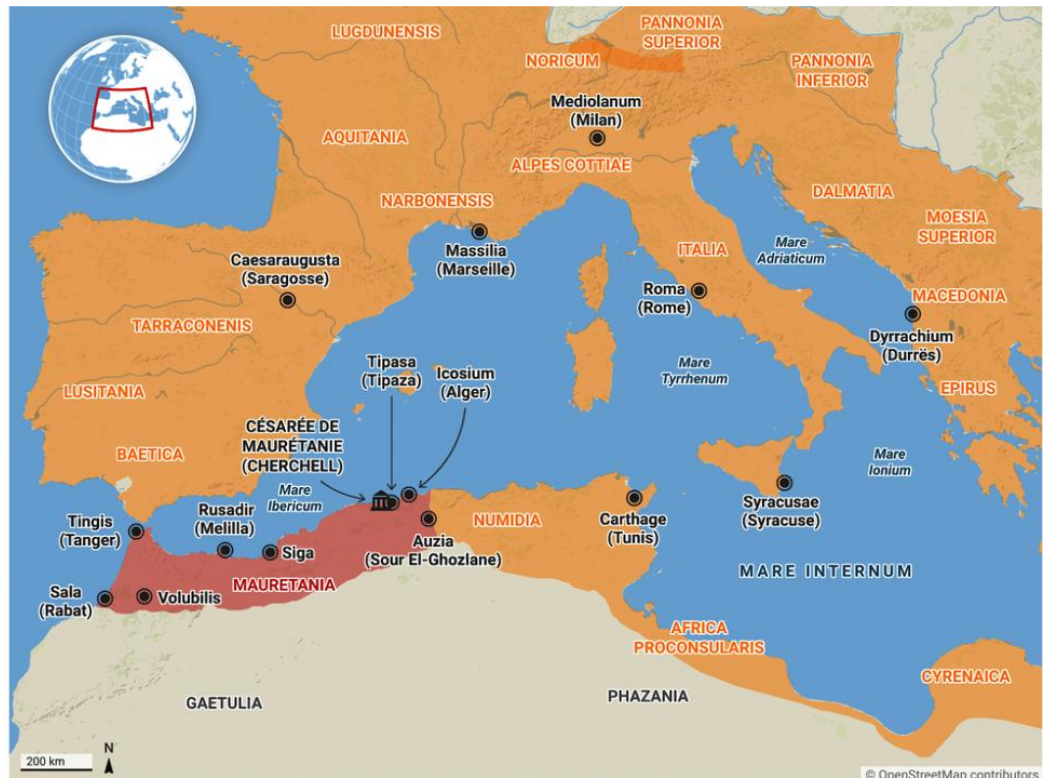 LUGDUNENSIS
PANNONIA
SUPERIOR
NORICUM
PANNONIA
INFERIOR
Mediolanum
(Milan)
AQUITANIA
ALPES COTTIAE
DALMATIA
NARBONENSIS
MOESIA
SUPERIOR
Massilia
(Marseille)
ITALIA
Mare
Adriaticum
Caesaraugusta
(Saragosse)
Roma
(Rome)
MACEDONIA
TARRACONENIS
Dyrrachium
(Durrës)
Tipasa
(Tipaza)
Icosium
(Alger)
Mare
Tyrrhenum
LUSITANIA
EPIRUS
CÉSARÉE DE
MAURÉTANIE
(CHERCHELL)
BAETICA
Mare
Ionium
Mare
Ibericum
Syracusae
(Syracuse)
Rusadir
(Melilla)
Tingis
(Tanger)
NUMIDIA
Carthage
(Tunis)
Auzia
(Sour El-Ghozlane)
Siga
MARE INTERNUM
MAURETANIA
Sala
(Rabat)
Volubilis
AFRICA
PROCONSULARIS
CYRENAICA
GAETULIA
PHAZANIA
N
200 km
© OpenStreetMap contributors